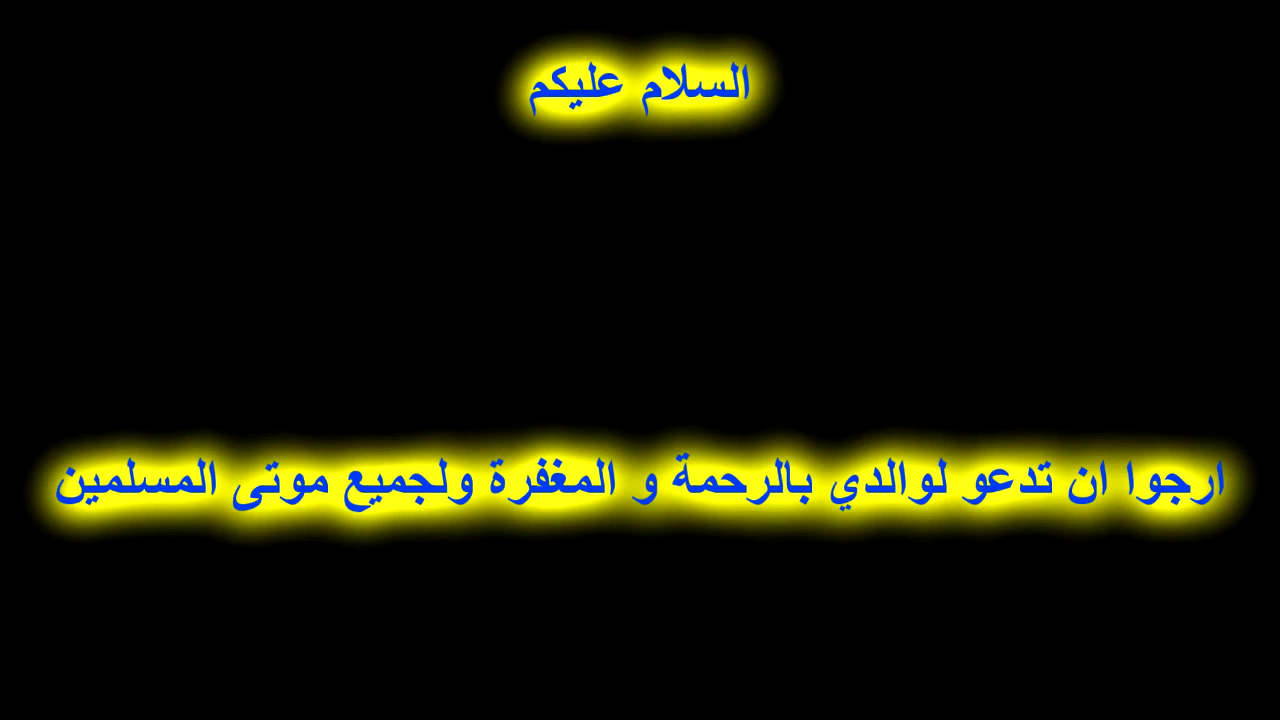 السلام عليكم
ارجوا ان تدعو لوالدي بالرحمة و المغفرة ولجميع موتى المسلمين